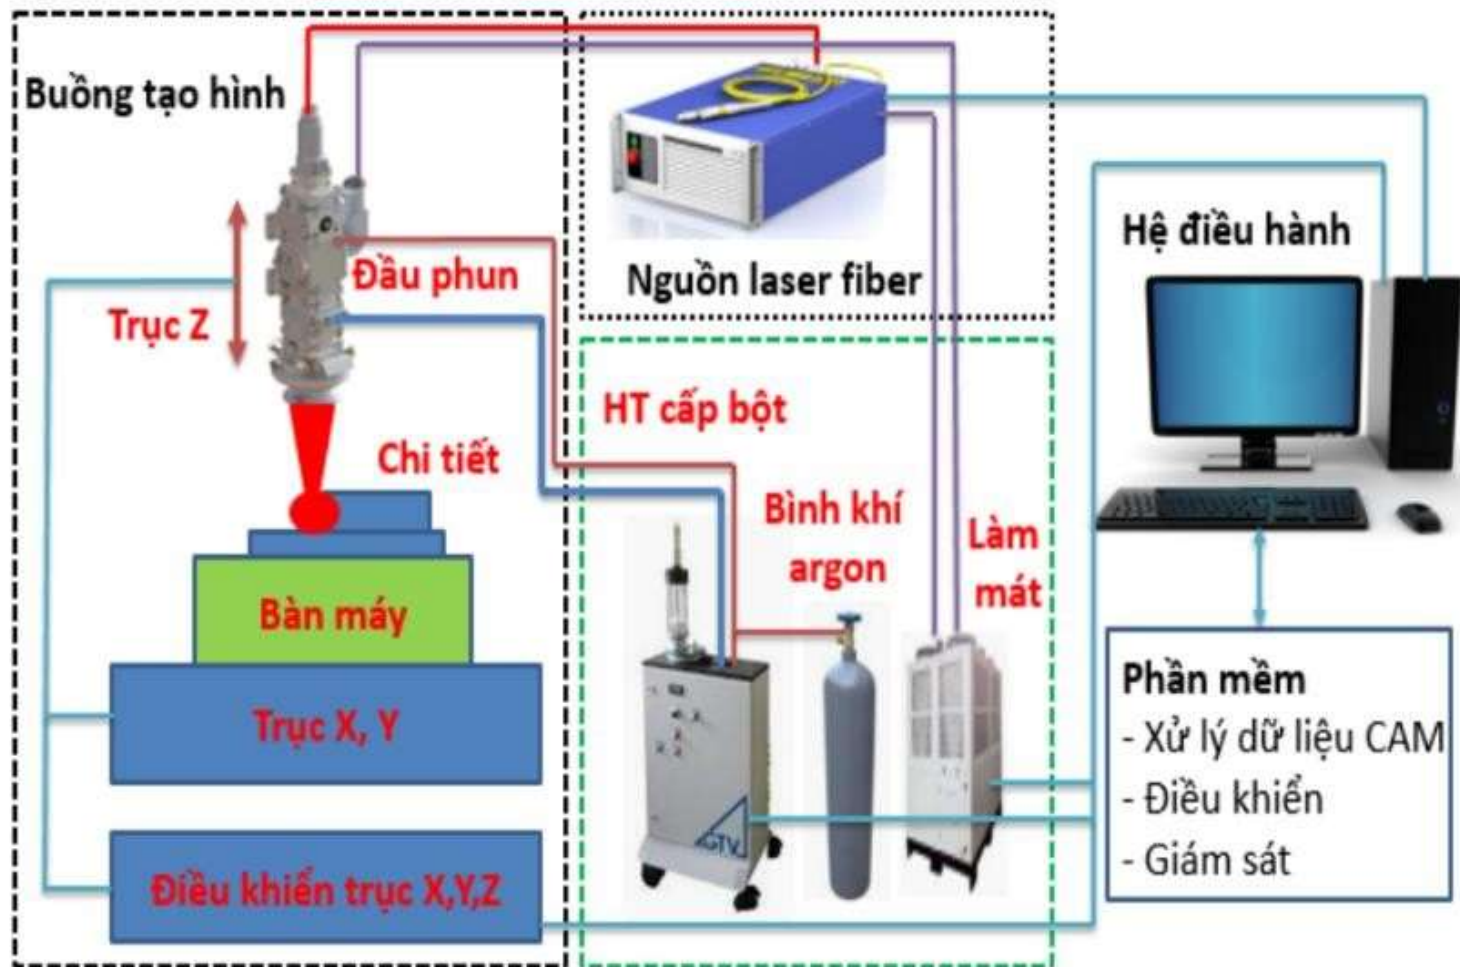 Buồng tạo hình
Đầu phun
Trục Z
Chi tiết
Bàn máy
Trục X, Y
Điều khiển trục X,Y,Z
Nguồn laser fiber
HT cấp bột
Bình khí
argon
Làm
mát
GTV
Hệ điều hành
Phần mềm
- Xử lý dữ liệu CAM
- Điều khiển
- Giám sát